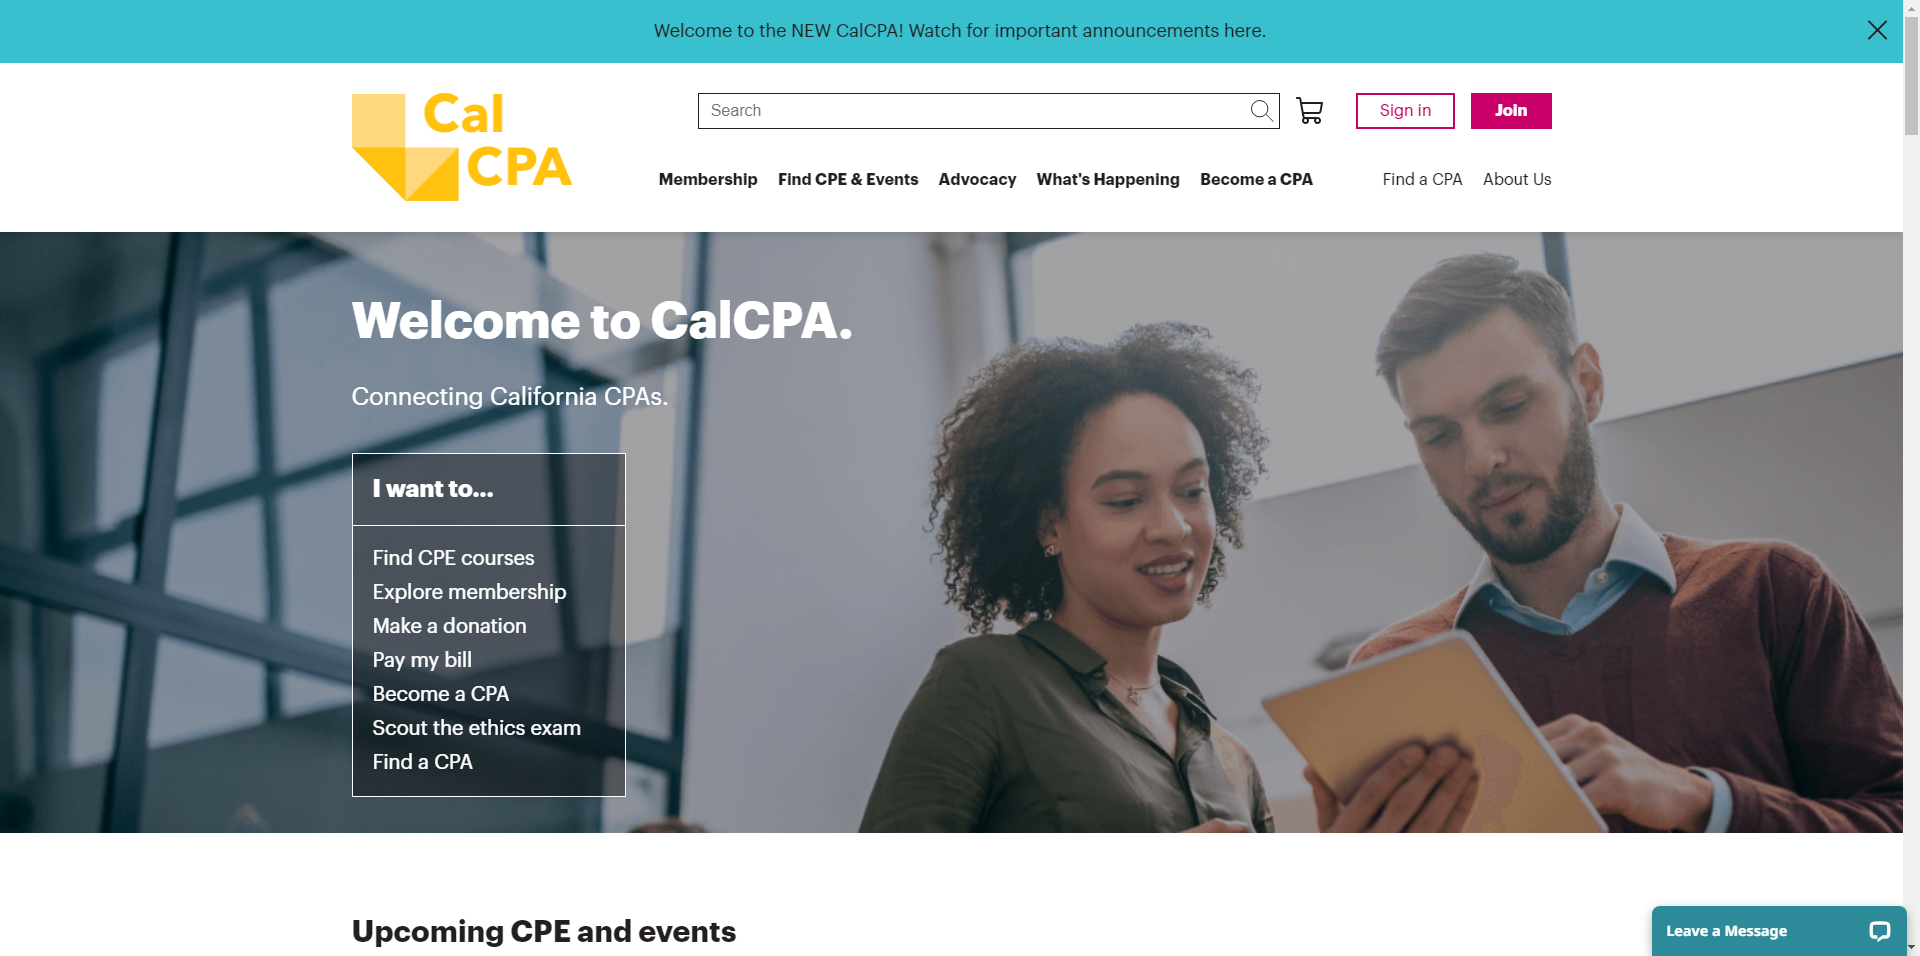 Welcome to the NEW CalCPA! Watch for important announcements here.
Cal
CPA
Search
Sign in
Join
Membership
Find CPE & Events
Advocacy
What's Happening
Become a CPA
Find a CPA
About Us
Welcome to CalCPA.
Connecting California CPAs.
I want to...
Find CPE courses
Explore membership
Make a donation
Pay my bill
Become a CPA
Scout the ethics exam
Find a CPA
Upcoming CPE and events
Leave a Message